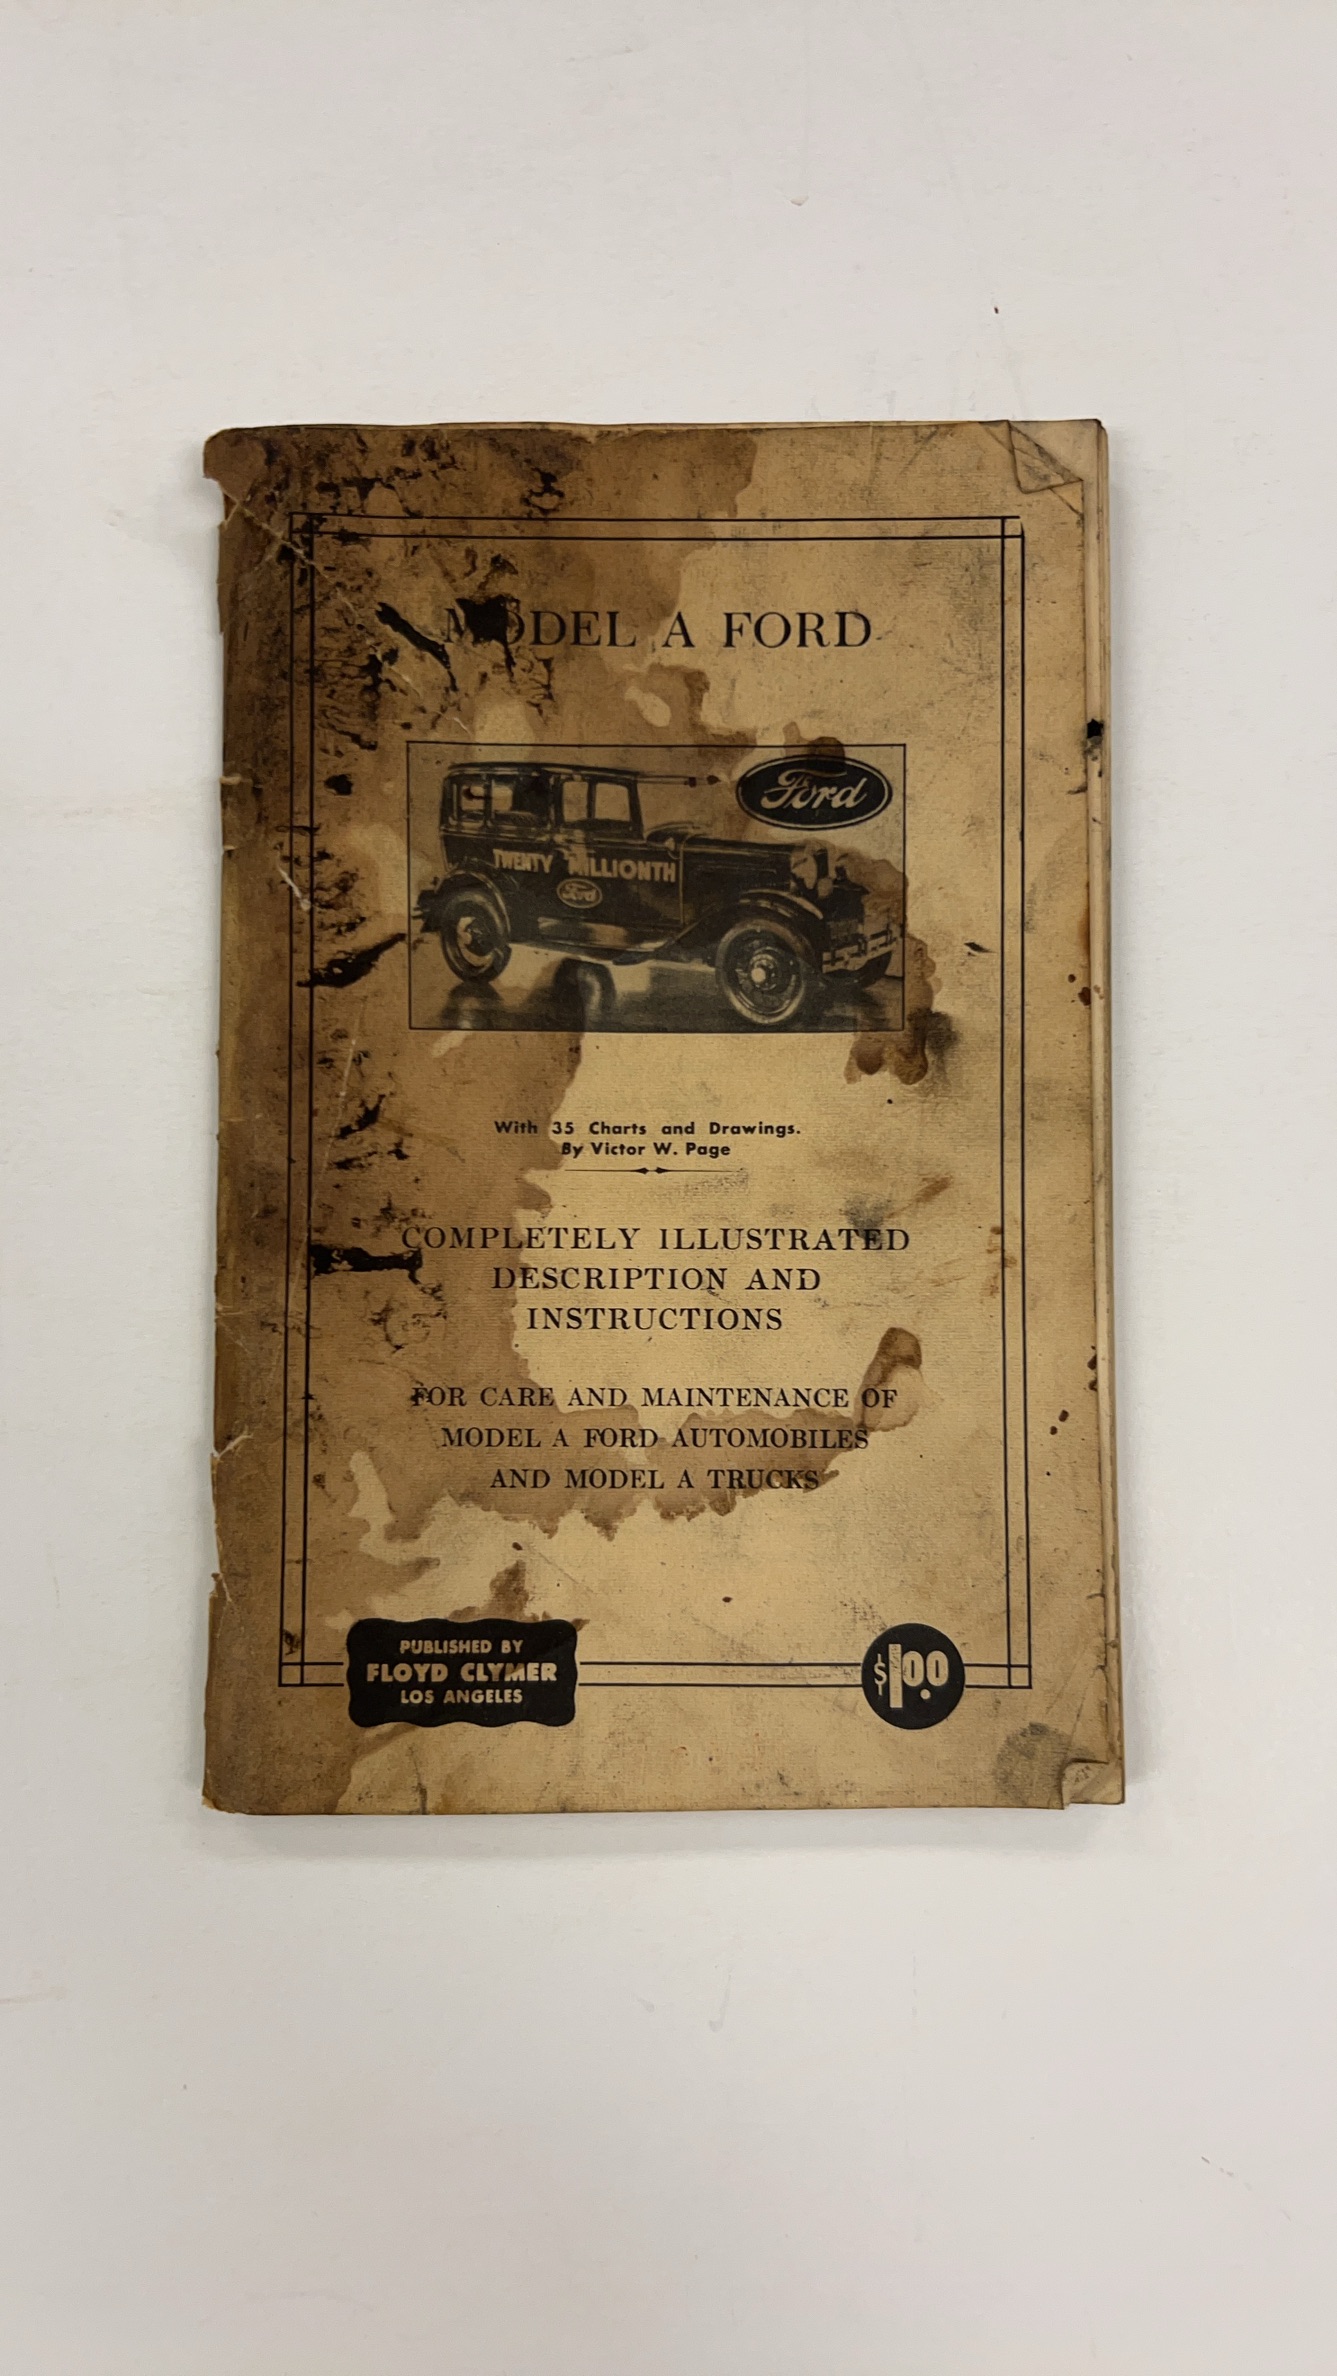 MODEL A FORD
Ford
TWENTY MILLIONTH
Ford
With 35 Charts and Drawings.
By Victor W. Page
COMPLETELY ILLUSTRATED
DESCRIPTION AND
INSTRUCTIONS
FOR CARE AND MAINTENANCE OF
MODEL A FORD AUTOMOBILES
AND MODEL A TRUCKS
PUBLISHED BY
FLOYD CLYMER
LOS ANGELES
$1.00